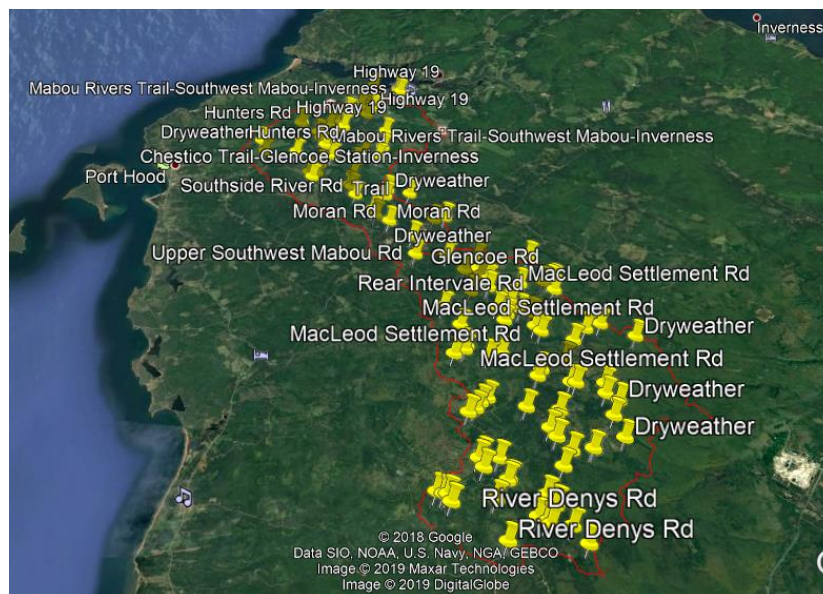 Inverness
Highway 19
Mabou Rivers Trail-Southwest Mabou-Inverness
Highway 19
Highway 19
Hunters Rd
Dryweather
Hunters Rd
Mabou Rivers Trail-Southwest Mabou-Inverness
Chestico Trail-Glencoe Station-Inverness
Port Hood
Southside River Rd
Trail
Dryweather
Moran Rd
Moran Rd
Dryweather
Upper Southwest Mabou Rd
Glencoe Rd
MacLeod Settlement Rd
Rear Intervale Rd
MacLeod Settlement Rd
Dryweather
MacLeod Settlement Rd
MacLeod Settlement Rd
Dryweather
Dryweather
River Denys Rd
River Denys Rd
© 2018 Google
Data SIO, NOAA, U.S. Navy, NGA, GEBCO
Image © 2019 Maxar Technologies
Image © 2019 DigitalGlobe